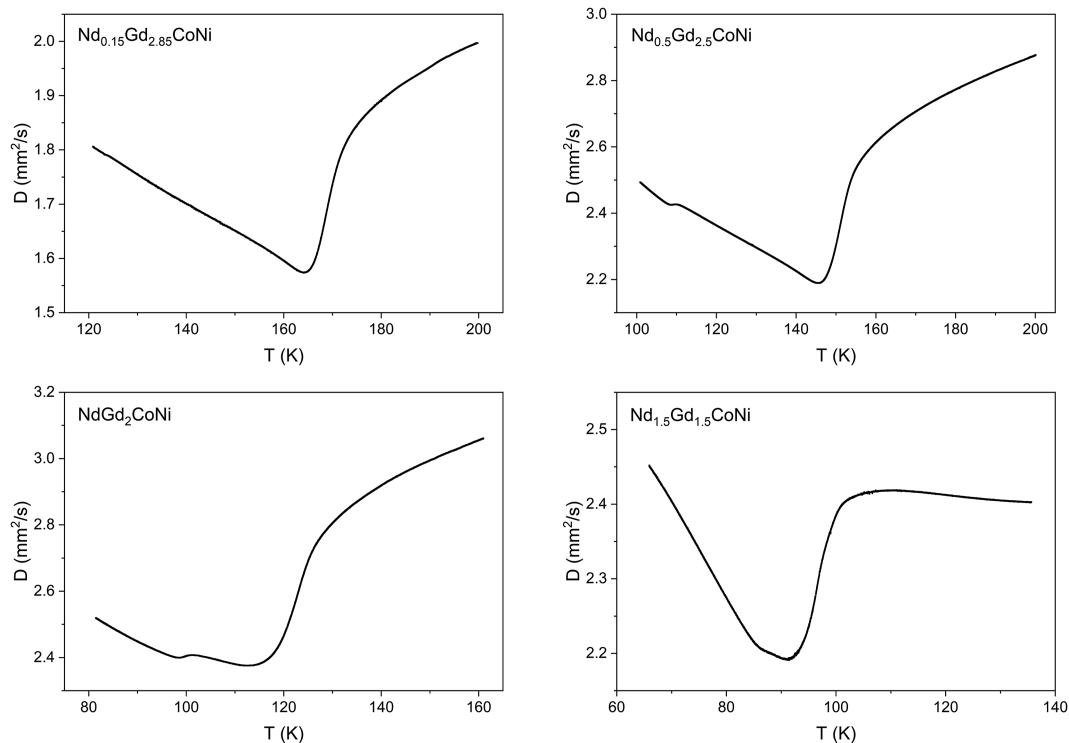 Nd0.15Gd2.85CoNi
2.0
1.9
1.8
1.7
1.6
1.5
D (mm2/s)
120 140 160 180 200
T (K)
Nd0.5Gd2.5CoNi
3.0
2.8
2.6
2.4
2.2
D (mm2/s)
100 120 140 160 180 200
T (K)
NdGd2CoNi
3.2
3.0
2.8
2.6
2.4
D (mm2/s)
80 100 120 140 160
T (K)
Nd1.5Gd1.5CoNi
2.5
2.4
2.3
2.2
D (mm2/s)
60 80 100 120 140
T (K)